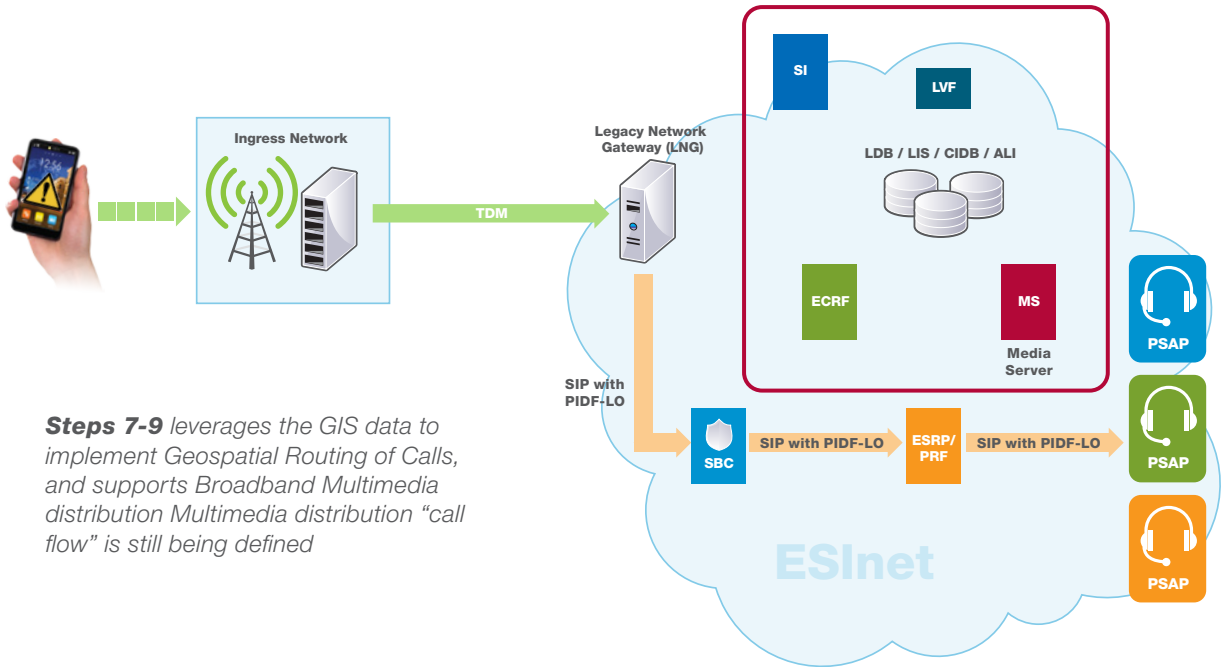 SI
LVF
Ingress Network
Legacy Network
Gateway (LNG)
LDB / LIS / CIDB / ALI
12:56
TDM
ECRF
MS
Media
Server
PSAP
SIP with
PIDF-LO
Steps 7-9 leverages the GIS data to
implement Geospatial Routing of Calls,
and supports Broadband Multimedia
distribution Multimedia distribution “call
flow” is still being defined
SBC
SIP with PIDF-LO
ESRP/
PRF
SIP with PIDF-LO
PSAP
ESInet
PSAP